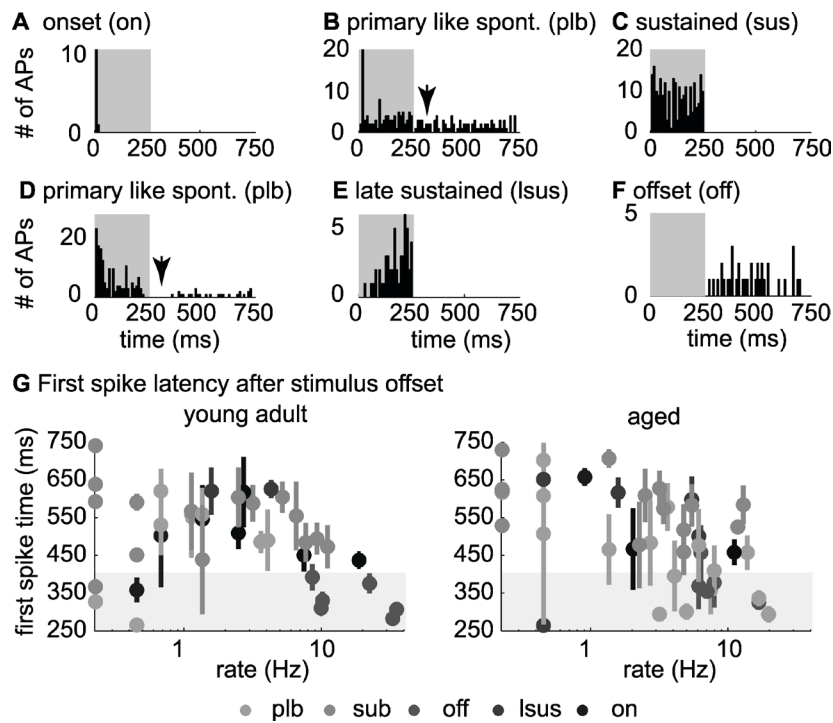 A onset (on)
B primary like spont. (plb)
C sustained (sus)
# of APs
10
0
0 250 500 750
20
10
0
0 250 500 750
20
10
0
0 250 500 750
D primary like spont. (plb)
E late sustained (lsus)
F offset (off)
# of APs
20
0
0 250 500 750
time (ms)
5
0
0 250 500 750
time (ms)
5
0
0 250 500 750
time (ms)
G First spike latency after stimulus offset
young adult
aged
first spike time (ms)
750
650
550
450
350
250
1 10
rate (Hz)
750
650
550
450
350
250
1 10
rate (Hz)
plb sub off lsus on